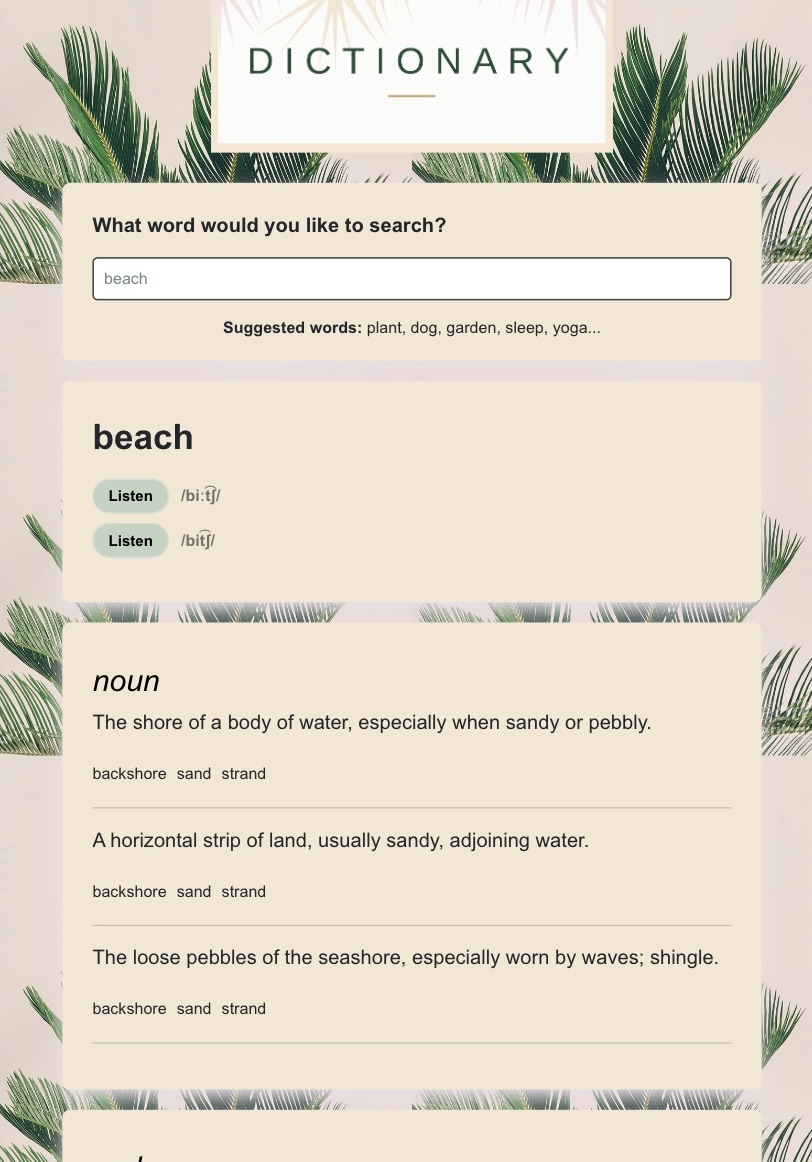 DICTIONARY
What word would you like to search?
beach
Suggested words: plant, dog, garden, sleep, yoga...
beach
Listen /biːt͡ʃ/
Listen /bit͡ʃ/
noun
The shore of a body of water, especially when sandy or pebbly.
backshore sand strand
A horizontal strip of land, usually sandy, adjoining water.
backshore sand strand
The loose pebbles of the seashore, especially worn by waves; shingle.
backshore sand strand